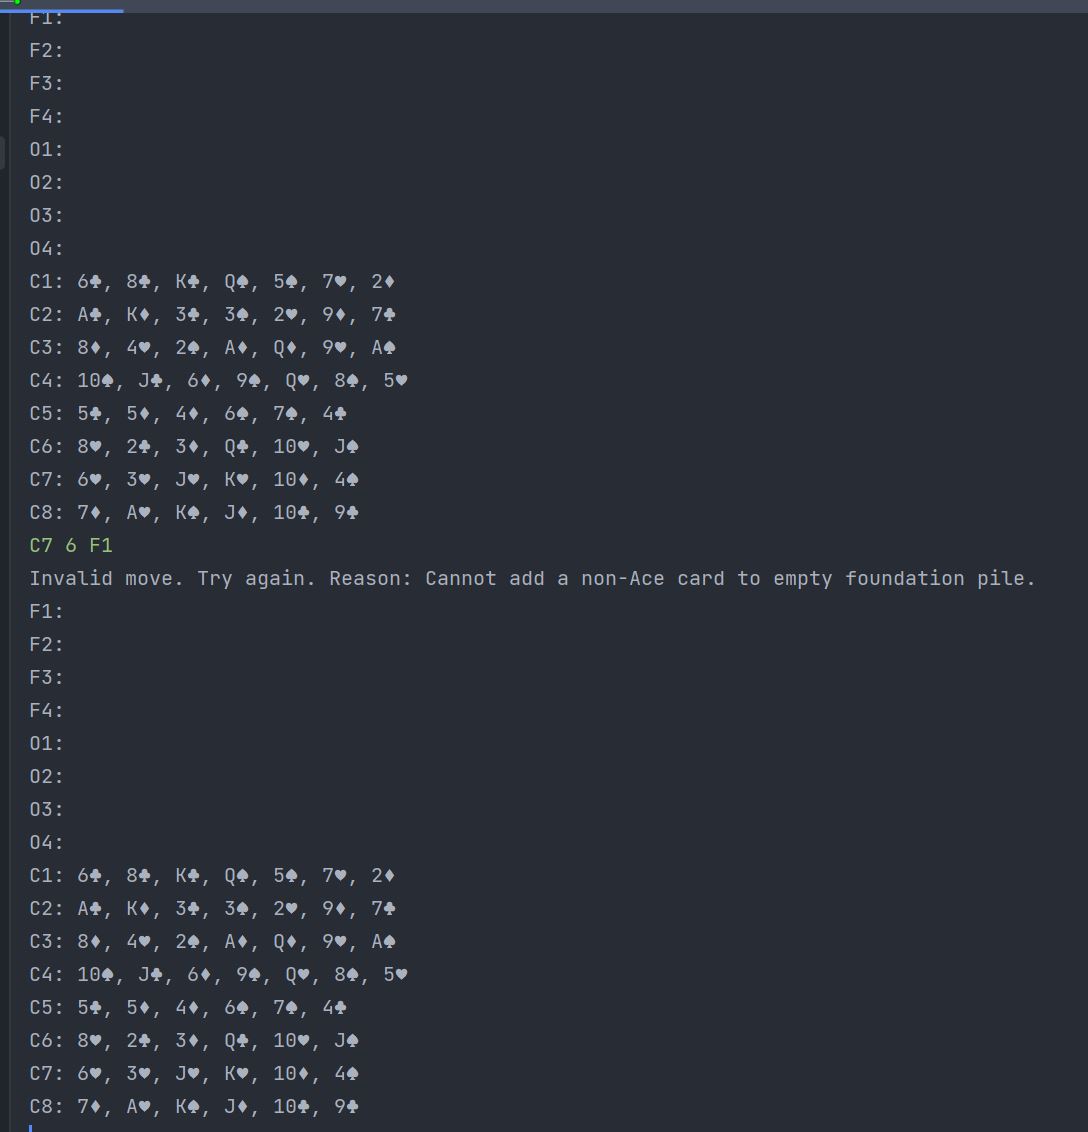 F1:
F2:
F3:
F4:
O1:
O2:
O3:
O4:
C1: 6♣, 8♣, K♣, Q♠, 5♠, 7♥, 2♦
C2: A♣, K♦, 3♣, 3♠, 2♥, 9♦, 7♣
C3: 8♦, 4♥, 2♠, A♦, Q♦, 9♥, A♠
C4: 10♠, J♣, 6♦, 9♠, Q♥, 8♠, 5♥
C5: 5♣, 5♦, 4♦, 6♠, 7♠, 4♣
C6: 8♥, 2♣, 3♦, Q♣, 10♥, J♠
C7: 6♥, 3♥, J♥, K♥, 10♦, 4♠
C8: 7♦, A♥, K♠, J♦, 10♣, 9♣
C7 6 F1
Invalid move. Try again. Reason: Cannot add a non-Ace card to empty foundation pile.
F1:
F2:
F3:
F4:
O1:
O2:
O3:
O4:
C1: 6♣, 8♣, K♣, Q♠, 5♠, 7♥, 2♦
C2: A♣, K♦, 3♣, 3♠, 2♥, 9♦, 7♣
C3: 8♦, 4♥, 2♠, A♦, Q♦, 9♥, A♠
C4: 10♠, J♣, 6♦, 9♠, Q♥, 8♠, 5♥
C5: 5♣, 5♦, 4♦, 6♠, 7♠, 4♣
C6: 8♥, 2♣, 3♦, Q♣, 10♥, J♠
C7: 6♥, 3♥, J♥, K♥, 10♦, 4♠
C8: 7♦, A♥, K♠, J♦, 10♣, 9♣